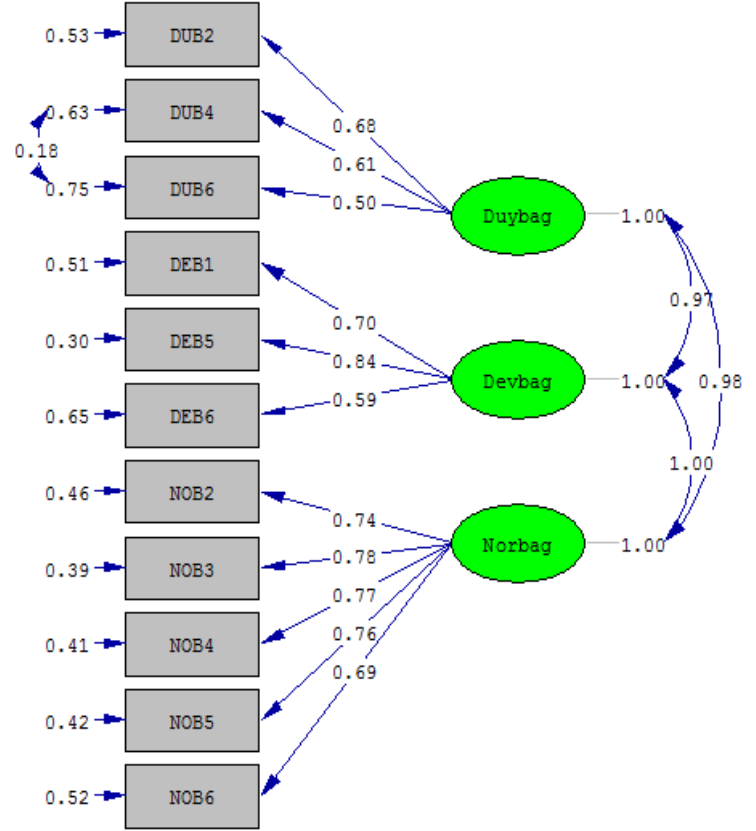 0.53 DUB2
0.68
0.63 DUB4
0.18
0.61
0.75 DUB6
0.50
Duybag 1.00
0.51 DEB1
0.97
0.70
0.30 DEB5
0.84
Devbag 1.00
0.98
0.59
0.65 DEB6
1.00
0.46 NOB2
0.74
Norbag 1.00
0.78
0.39 NOB3
0.77
0.76
0.41 NOB4
0.69
0.42 NOB5
0.52 NOB6